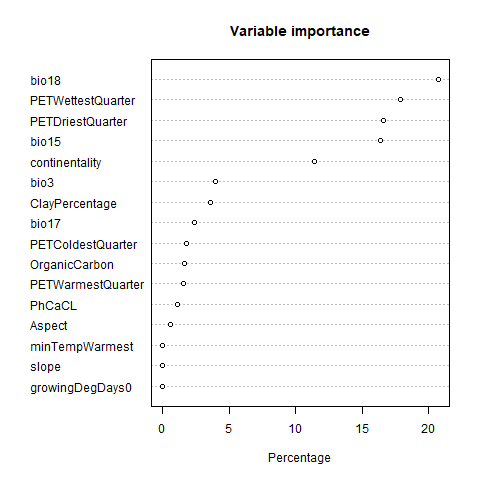 Variable importance
bio18
PETWettestQuarter
PETDriestQuarter
bio15
continentality
bio3
ClayPercentage
bio17
PETColdestQuarter
OrganicCarbon
PETWarmestQuarter
PhCaCL
Aspect
minTempWarmest
slope
growingDegDays0
0 5 10 15 20
Percentage